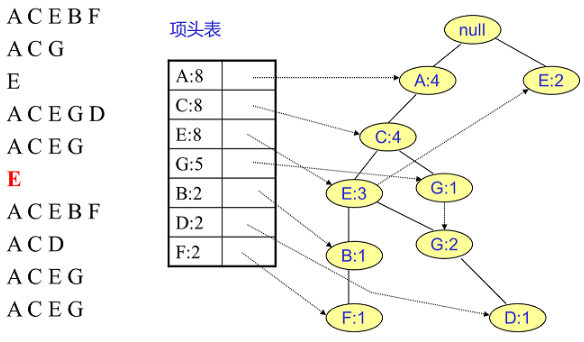 A C E B F
A C G
E
A C E G D
A C E G
E
A C E B F
A C D
A C E G
A C E G
项头表
A:8
C:8
E:8
G:5
B:2
D:2
F:2
null
A:4
E:2
C:4
E:3
G:1
G:2
B:1
F:1
D:1